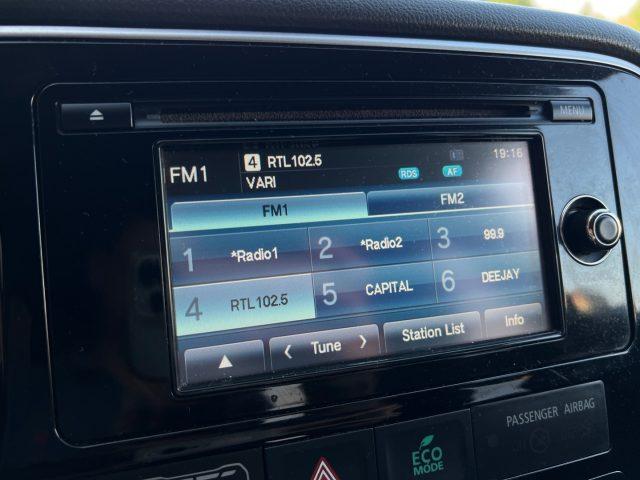 MENU
FM1 4 RTL102.5 19:16
VARI RDS AF
FM1 FM2
1 *Radio1 2 *Radio2 3 99.9
4 RTL102.5 5 CAPITAL 6 DEEJAY
Tune Station List Info
PASSENGER AIRBAG
ECO
MODE